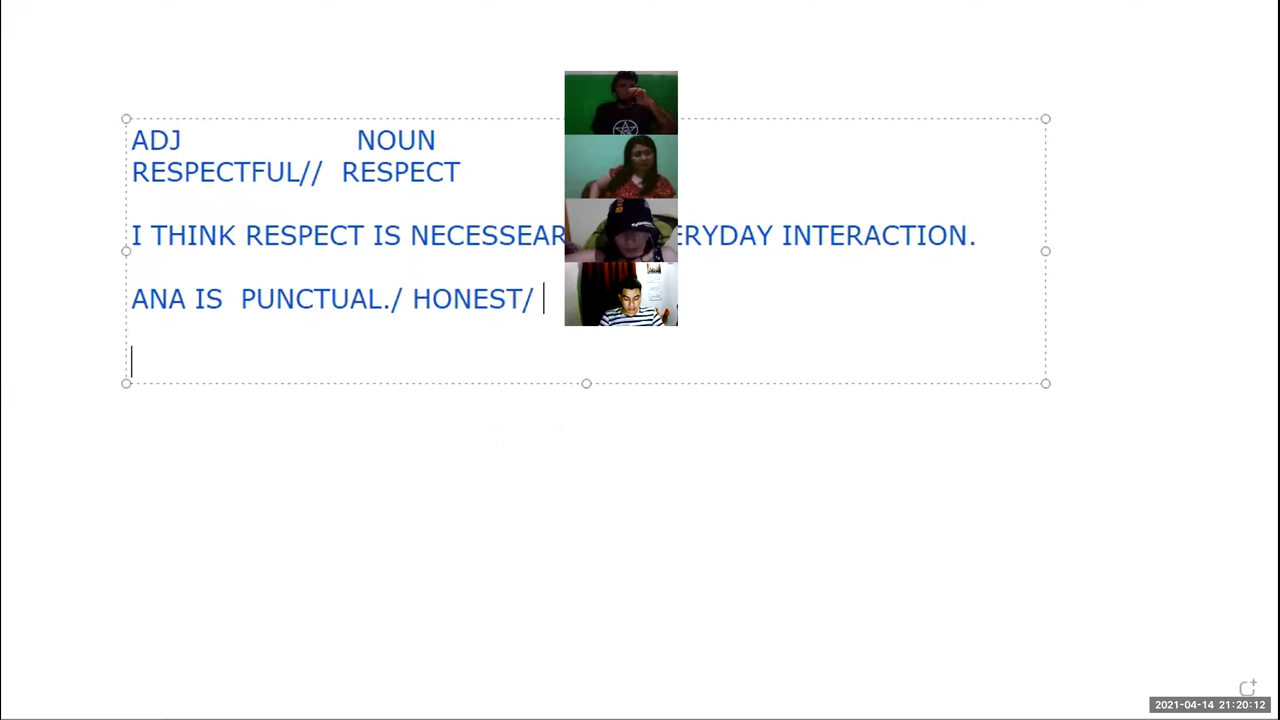 ADJ NOUN
RESPECTFUL// RESPECT
I THINK RESPECT IS NECESSEAR ERYDAY INTERACTION.
ANA IS PUNCTUAL./ HONEST/
2021-04-14 21:20:12